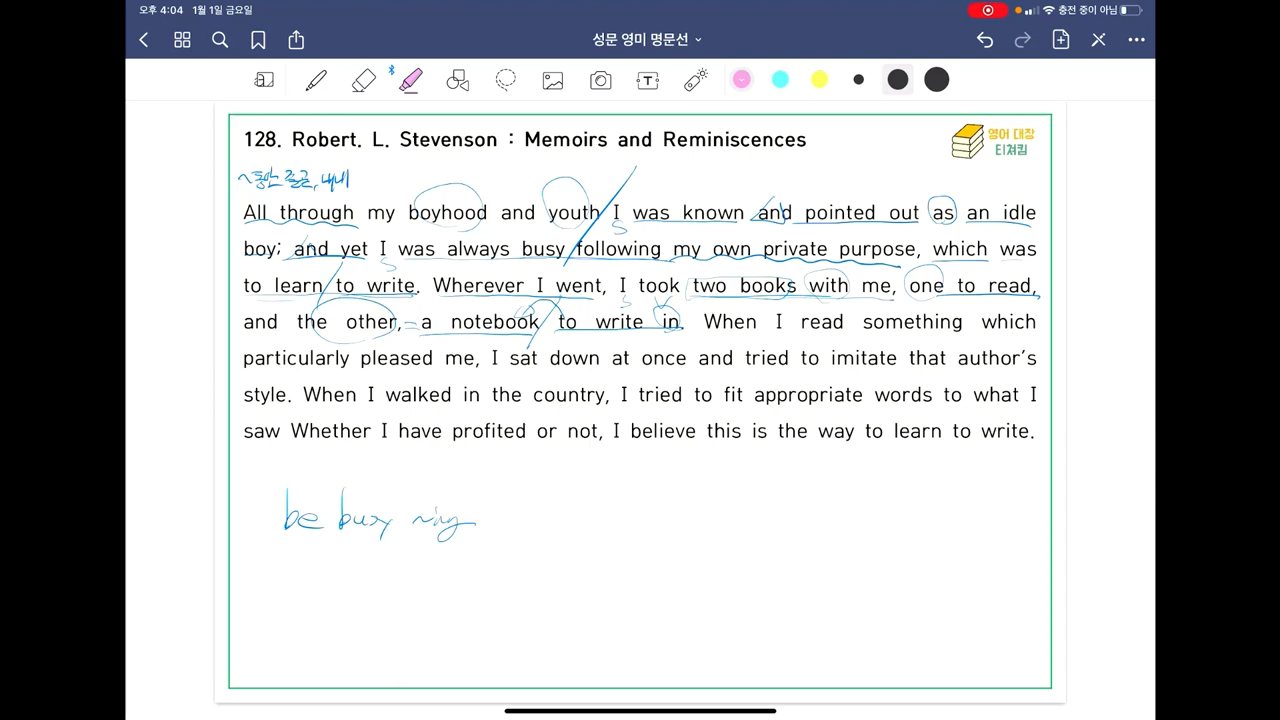 오후 4:04 1월 1일 금요일
충전 중이 아님
성문 영미 명문선
128. Robert. L. Stevenson : Memoirs and Reminiscences
영어 대장
티쳐킴
~동안 줄곧, 내내
All through my boyhood and youth I was known and pointed out as an idle
boy; and yet I was always busy following my own private purpose, which was
to learn to write. Wherever I went, I took two books with me, one to read,
and the other, = a notebook to write in. When I read something which
particularly pleased me, I sat down at once and tried to imitate that author's
style. When I walked in the country, I tried to fit appropriate words to what I
saw Whether I have profited or not, I believe this is the way to learn to write.
be busy ~ing